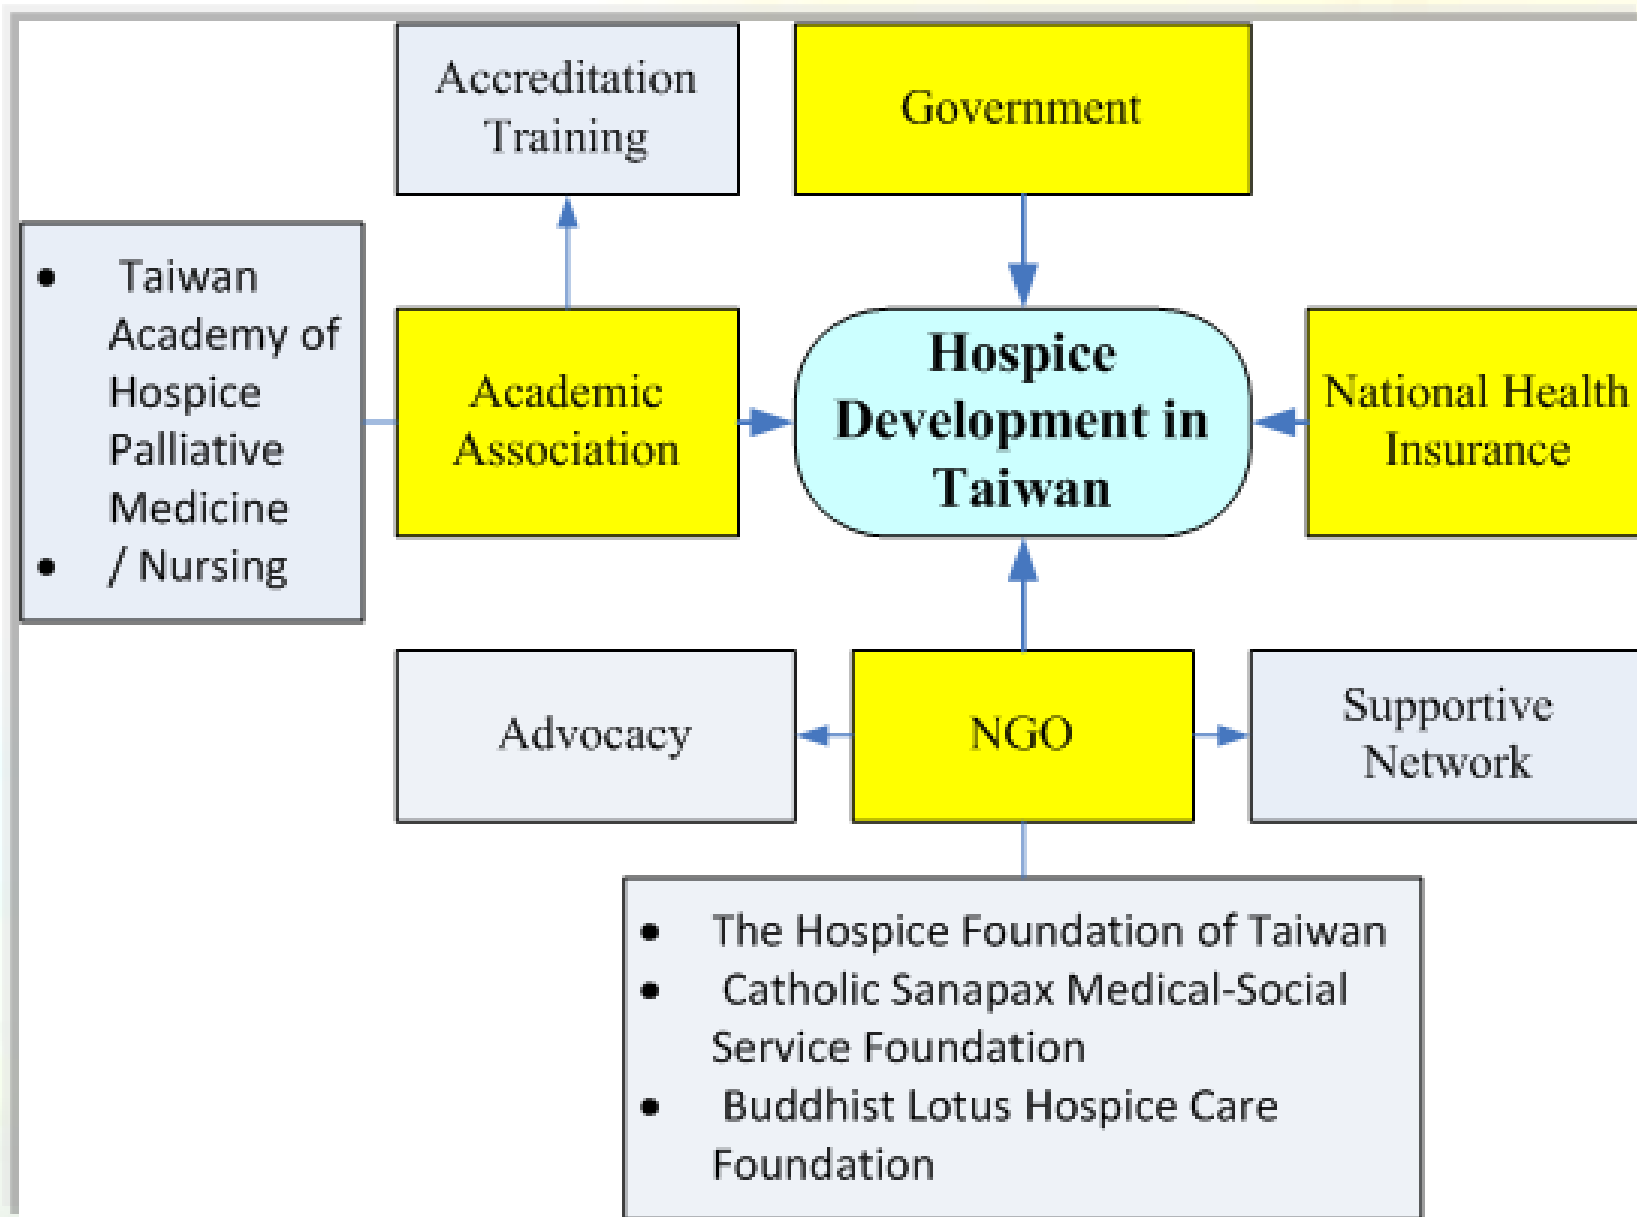 Accreditation
Training
Government
• Taiwan
Academy of
Hospice
Palliative
Medicine
• / Nursing
Academic
Association
Hospice
Development in
Taiwan
National Health
Insurance
Advocacy
NGO
Supportive
Network
• The Hospice Foundation of Taiwan
• Catholic Sanapax Medical-Social
Service Foundation
• Buddhist Lotus Hospice Care
Foundation